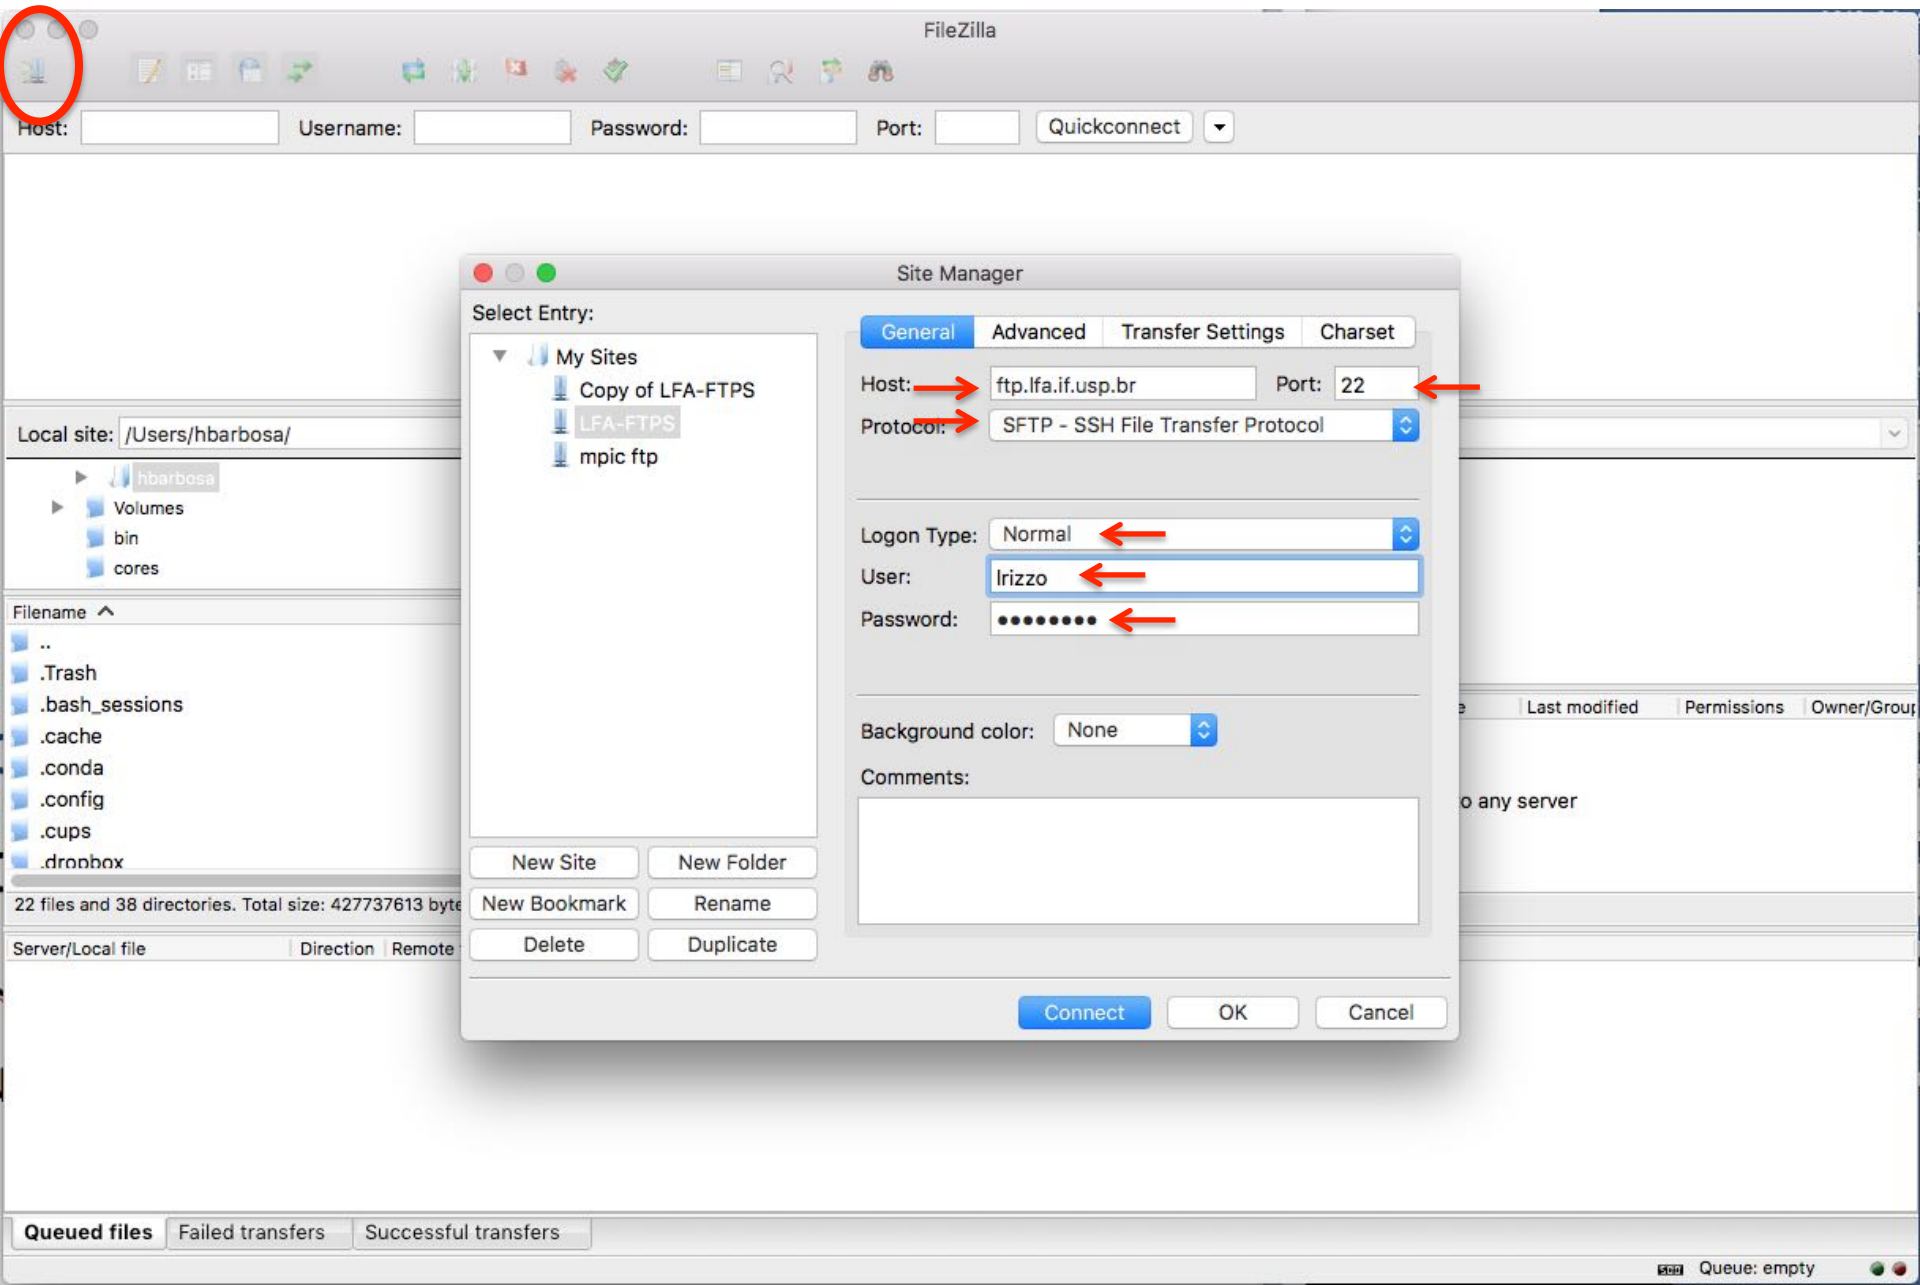 FileZilla
Host: Username: Password: Port: Quickconnect
Site Manager
Select Entry:
My Sites
Copy of LFA-FTPS
LFA-FTPS
mpic ftp
General Advanced Transfer Settings Charset
Host: ftp.lfa.if.usp.br Port: 22
Protocol: SFTP - SSH File Transfer Protocol
Logon Type: Normal
User: lrizzo
Password: ••••••••
Background color: None
Comments:
New Site New Folder
New Bookmark Rename
Delete Duplicate
Connect OK Cancel
Local site: /Users/hbarbosa/
hbarbosa
Volumes
bin
cores
Filename
..
.Trash
.bash_sessions
.cache
.conda
.config
.cups
.dropbox
22 files and 38 directories. Total size: 427737613 byte
Last modified Permissions Owner/Group
o any server
Server/Local file Direction Remote
Queued files Failed transfers Successful transfers
Queue: empty